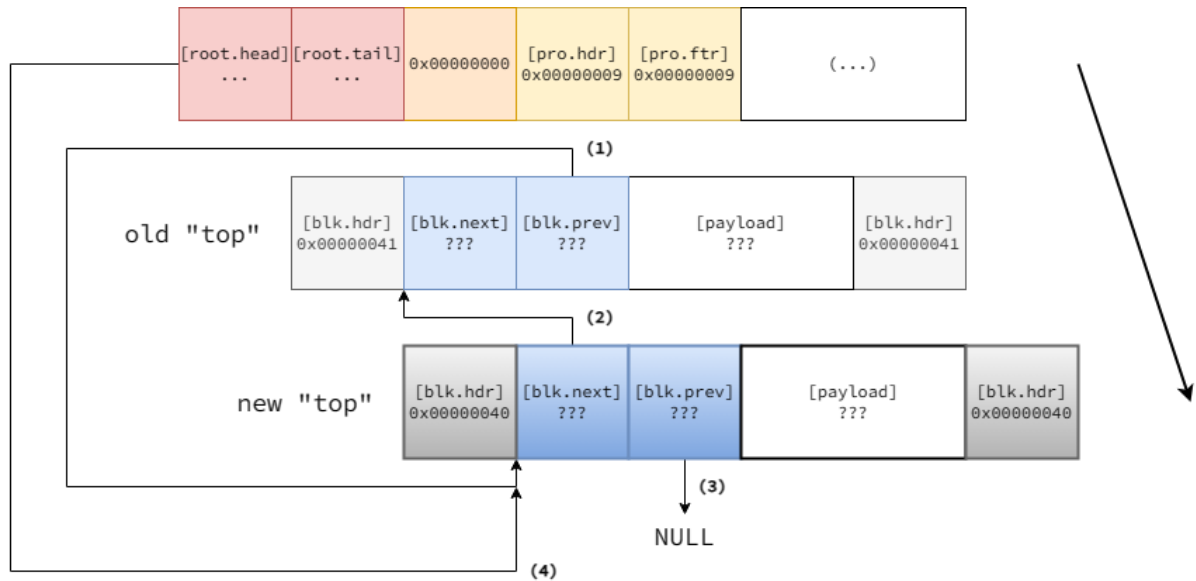 [root.head]
...
[root.tail]
...
0x00000000
[pro.hdr]
0x00000009
[pro.ftr]
0x00000009
(...)
(1)
old "top"
[blk.hdr]
0x00000041
[blk.next]
???
[blk.prev]
???
[payload]
???
[blk.hdr]
0x00000041
(2)
new "top"
[blk.hdr]
0x00000040
[blk.next]
???
[blk.prev]
???
[payload]
???
[blk.hdr]
0x00000040
(3)
NULL
(4)